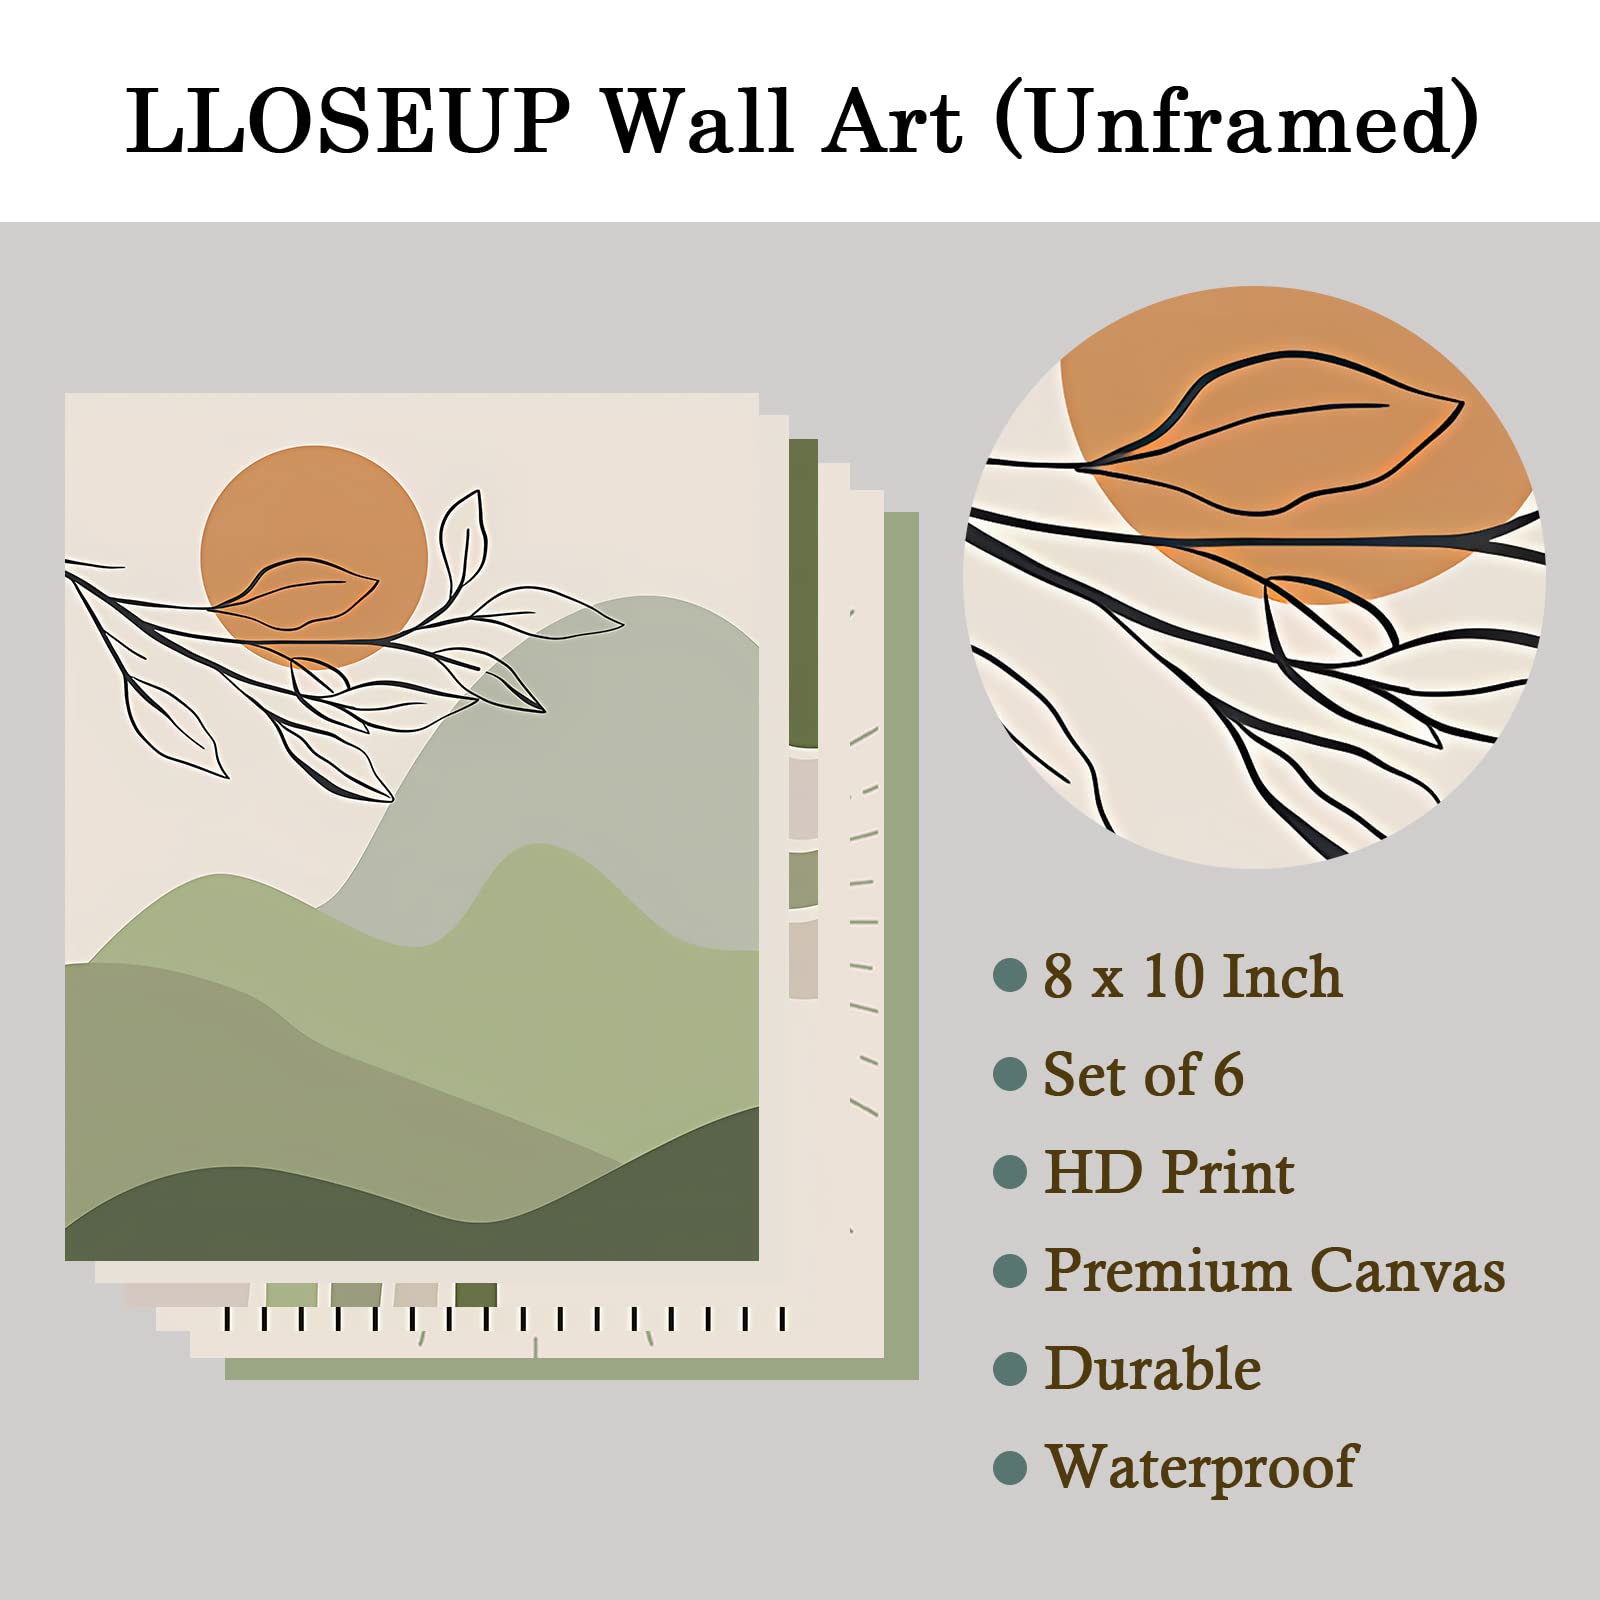 LLOSEUP Wall Art (Unframed)
8 x 10 Inch
Set of 6
HD Print
Premium Canvas
Durable
Waterproof